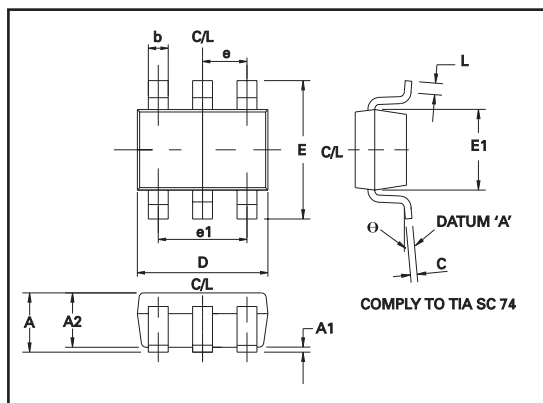 b
C/L
e
L
E
C/L
E1
e1
Θ
DATUM 'A'
D
C
C/L
COMPLY TO TIA SC 74
A
A2
A1